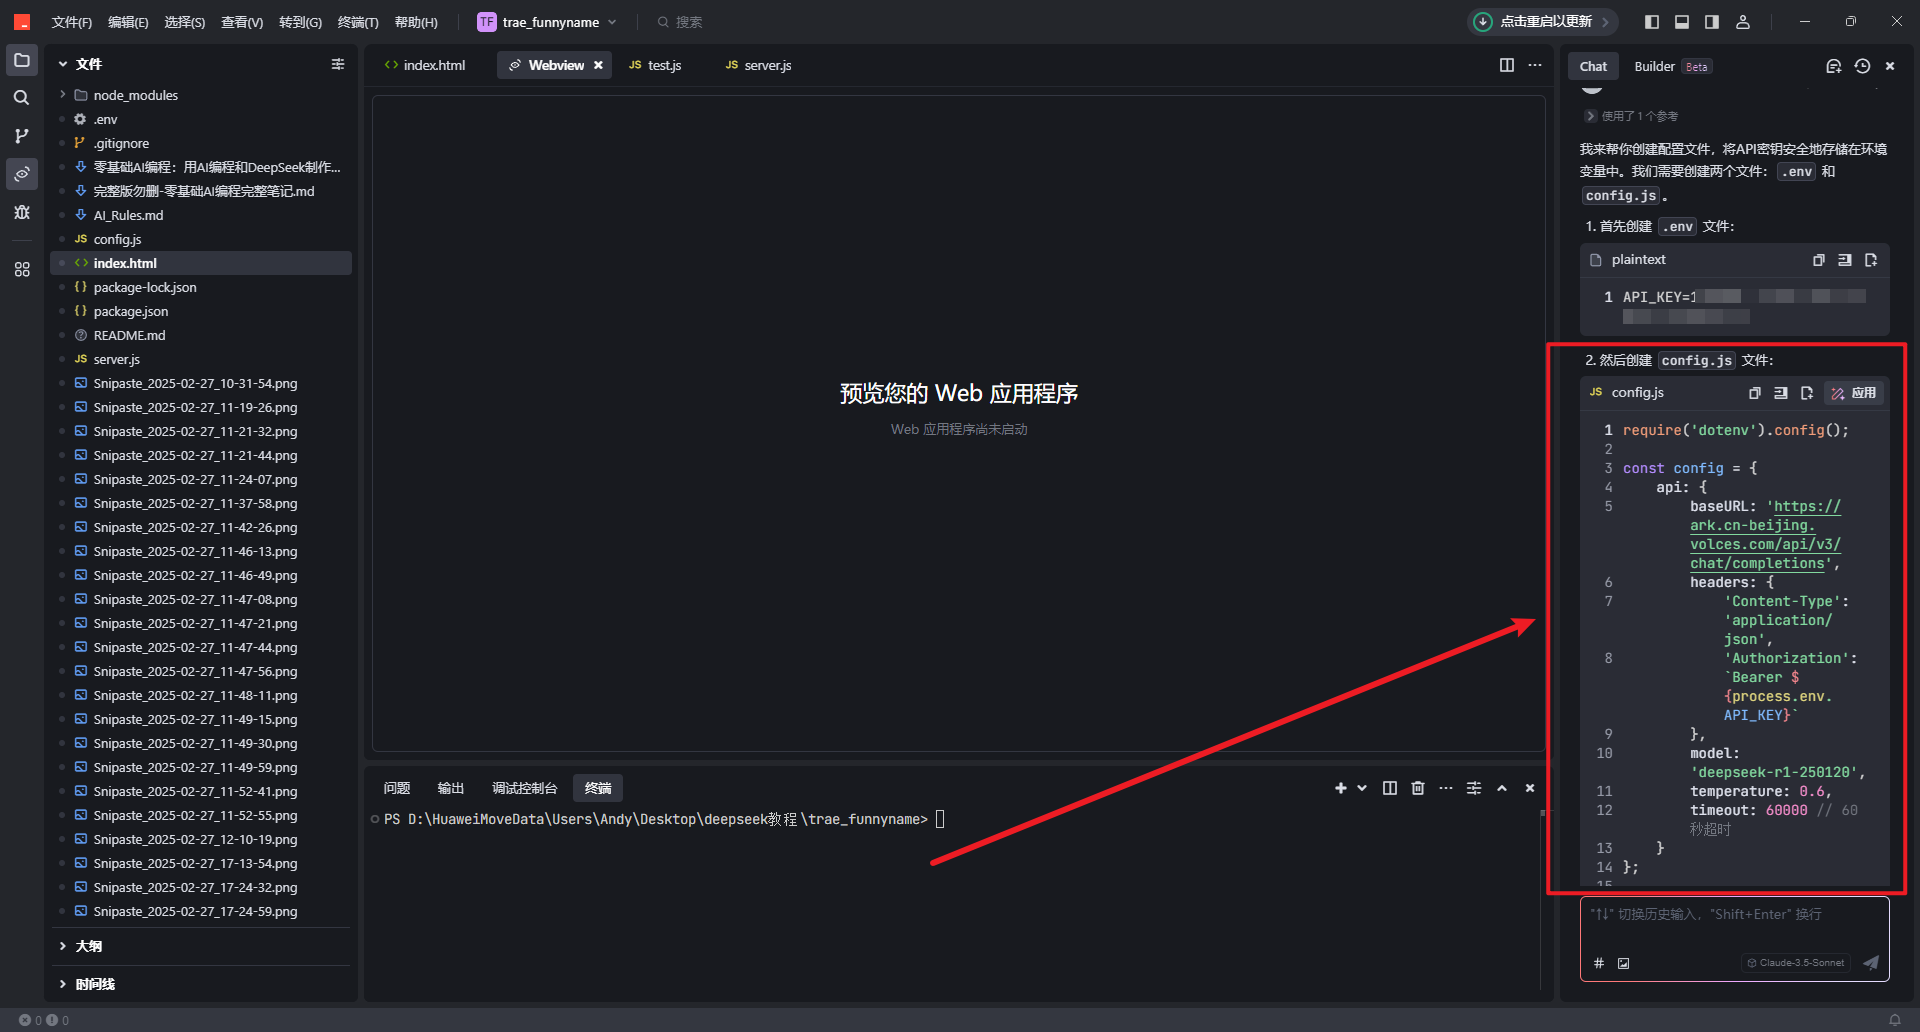 文件(F) 编辑(E) 选择(S) 查看(V) 转到(G) 终端(T) 帮助(H) TF trae_funnyname 搜索 点击重启以更新
文件
node_modules
.env
.gitignore
零基础AI编程：用AI编程和DeepSeek制作...
完整版勿删-零基础AI编程完整笔记.md
AI_Rules.md
JS config.js
<> index.html
{} package-lock.json
{} package.json
README.md
JS server.js
Snipaste_2025-02-27_10-31-54.png
Snipaste_2025-02-27_11-19-26.png
Snipaste_2025-02-27_11-21-32.png
Snipaste_2025-02-27_11-21-44.png
Snipaste_2025-02-27_11-24-07.png
Snipaste_2025-02-27_11-37-58.png
Snipaste_2025-02-27_11-42-26.png
Snipaste_2025-02-27_11-46-13.png
Snipaste_2025-02-27_11-46-49.png
Snipaste_2025-02-27_11-47-08.png
Snipaste_2025-02-27_11-47-21.png
Snipaste_2025-02-27_11-47-44.png
Snipaste_2025-02-27_11-47-56.png
Snipaste_2025-02-27_11-48-11.png
Snipaste_2025-02-27_11-49-15.png
Snipaste_2025-02-27_11-49-30.png
Snipaste_2025-02-27_11-49-59.png
Snipaste_2025-02-27_11-52-41.png
Snipaste_2025-02-27_11-52-55.png
Snipaste_2025-02-27_12-10-19.png
Snipaste_2025-02-27_17-13-54.png
Snipaste_2025-02-27_17-24-32.png
Snipaste_2025-02-27_17-24-59.png
大纲
时间线
0 0
<> index.html Webview JS test.js JS server.js
预览您的 Web 应用程序
Web 应用程序尚未启动
问题 输出 调试控制台 终端
PS D:\HuaweiMoveData\Users\Andy\Desktop\deepseek教程\trae_funnyname>
Chat Builder Beta
使用了 1 个参考
我来帮你创建配置文件，将API密钥安全地存储在环境
变量中。我们需要创建两个文件： .env 和
config.js 。
1. 首先创建 .env 文件：
plaintext
1 API_KEY=1
2. 然后创建 config.js 文件：
JS config.js 应用
1 require('dotenv').config();
2
3 const config = {
4 api: {
5 baseURL: 'https://
ark.cn-beijing.
volces.com/api/v3/
chat/completions',
6 headers: {
7 'Content-Type':
'application/
json',
8 'Authorization':
`Bearer $
{process.env.
API_KEY}`
9 },
10 model:
'deepseek-r1-250120',
11 temperature: 0.6,
12 timeout: 60000 // 60
秒超时
13 }
14 };
15
"↑↓" 切换历史输入，"Shift+Enter" 换行
# Claude-3.5-Sonnet